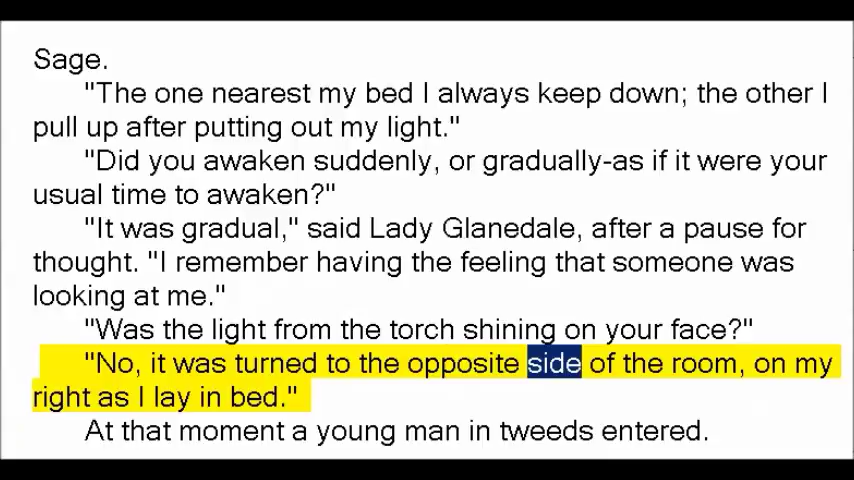 Sage.
"The one nearest my bed I always keep down; the other I
pull up after putting out my light."
"Did you awaken suddenly, or gradually-as if it were your
usual time to awaken?"
"It was gradual," said Lady Glanedale, after a pause for
thought. "I remember having the feeling that someone was
looking at me."
"Was the light from the torch shining on your face?"
"No, it was turned to the opposite side of the room, on my
right as I lay in bed."
At that moment a young man in tweeds entered.